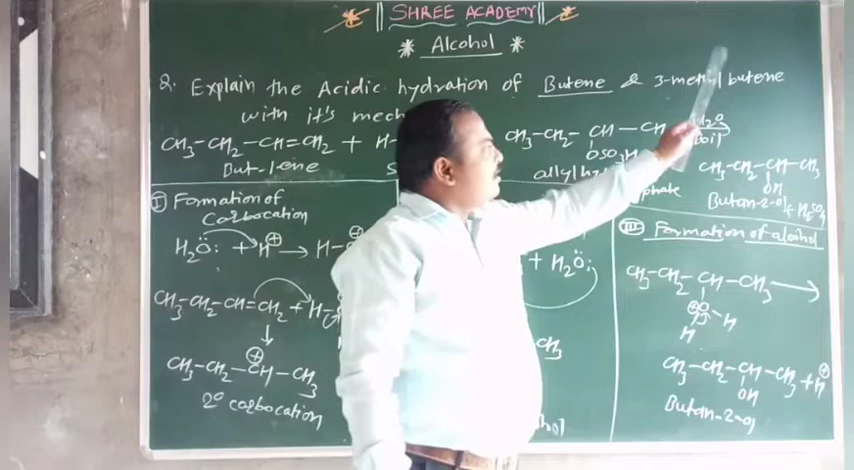 SHREE ACADEMY
* Alcohol *
Q. Explain the Acidic hydration of Butene & 3-methyl butene
with it's mech
CH3-CH2-CH=CH2 + H-
But-1-ene
CH3-CH2-CH-CH
OSO3H
H2O
boil
CH3-CH2-CH-CH3
OH
Butan-2-ol + H2SO4
I Formation of
carbocation
H2Ö: + H⊕ → H-
CH3-CH2-CH=CH2 + H-
↓
CH3-CH2-CH-CH3
⊕
2° carbocation
+ H2Ö:
CH3
III Formation of alcohol
CH3-CH2-CH-CH3 →
⊕O-H
H
CH3-CH2-CH-CH3 + H⊕
OH
Butan-2-ol